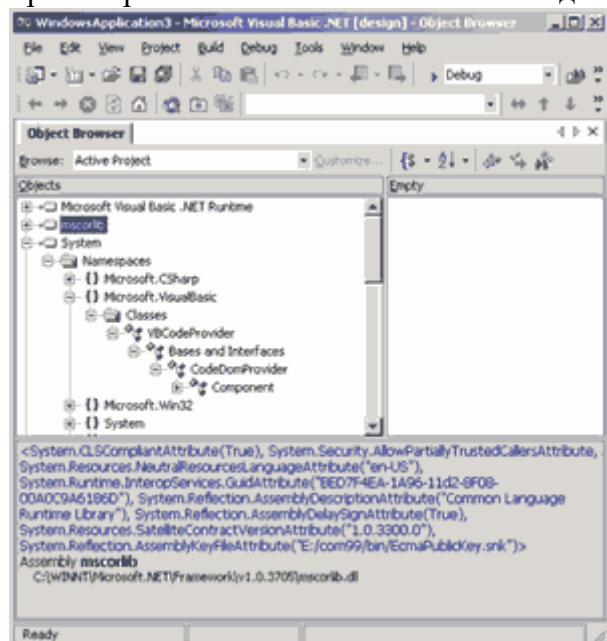 WindowsApplication3 - Microsoft Visual Basic .NET [design] - Object Browser
File Edit View Project Build Debug Tools Window Help
Debug
Object Browser
Browse: Active Project Customize...
Objects Empty
Microsoft Visual Basic .NET Runtime
mscorlib
System
Namespaces
{} Microsoft.CSharp
{} Microsoft.VisualBasic
Classes
VBCodeProvider
Bases and Interfaces
CodeDomProvider
Component
{} Microsoft.Win32
{} System
<System.CLSCompliantAttribute(True), System.Security.AllowPartiallyTrustedCallersAttribute,
System.Resources.NeutralResourcesLanguageAttribute("en-US"),
System.Runtime.InteropServices.GuidAttribute("BED7F4EA-1A96-11d2-8F08-
00A0C9A6186D"), System.Reflection.AssemblyDescriptionAttribute("Common Language
Runtime Library"), System.Reflection.AssemblyDelaySignAttribute(True),
System.Resources.SatelliteContractVersionAttribute("1.0.3300.0"),
System.Reflection.AssemblyKeyFileAttribute("E:/com99/bin/EcmaPublicKey.snk")>
Assembly mscorlib
C:\WINNT\Microsoft.NET\Framework\v1.0.3705\mscorlib.dll
Ready